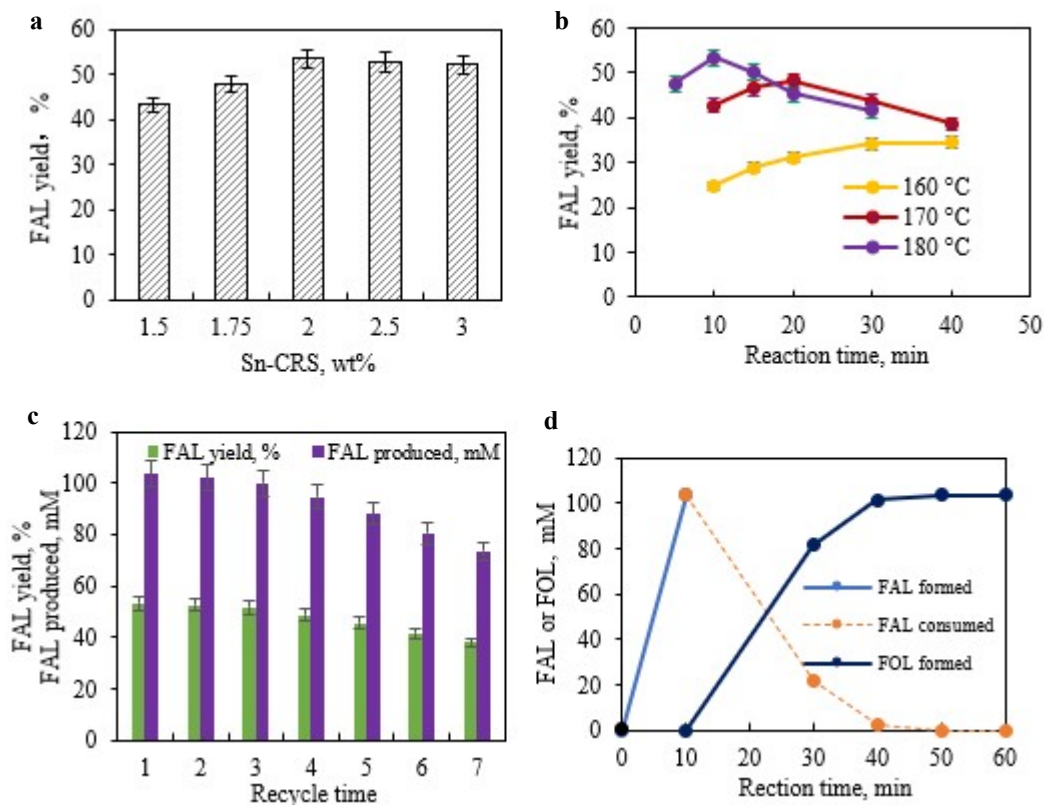 a
60
50
40
30
20
10
0
FAL yield， %
1.5 1.75 2 2.5 3
Sn-CRS, wt%
b
60
50
40
30
20
10
0
FAL yield, %
160 °C
170 °C
180 °C
0 10 20 30 40 50
Reaction time, min
c
120
100
80
60
40
20
0
FAL yield, %
FAL produced, mM
FAL yield, % FAL produced, mM
1 2 3 4 5 6 7
Recycle time
d
120
100
80
60
40
20
0
FAL or FOL, mM
FAL formed
FAL consumed
FOL formed
0 10 20 30 40 50 60
Rection time, min